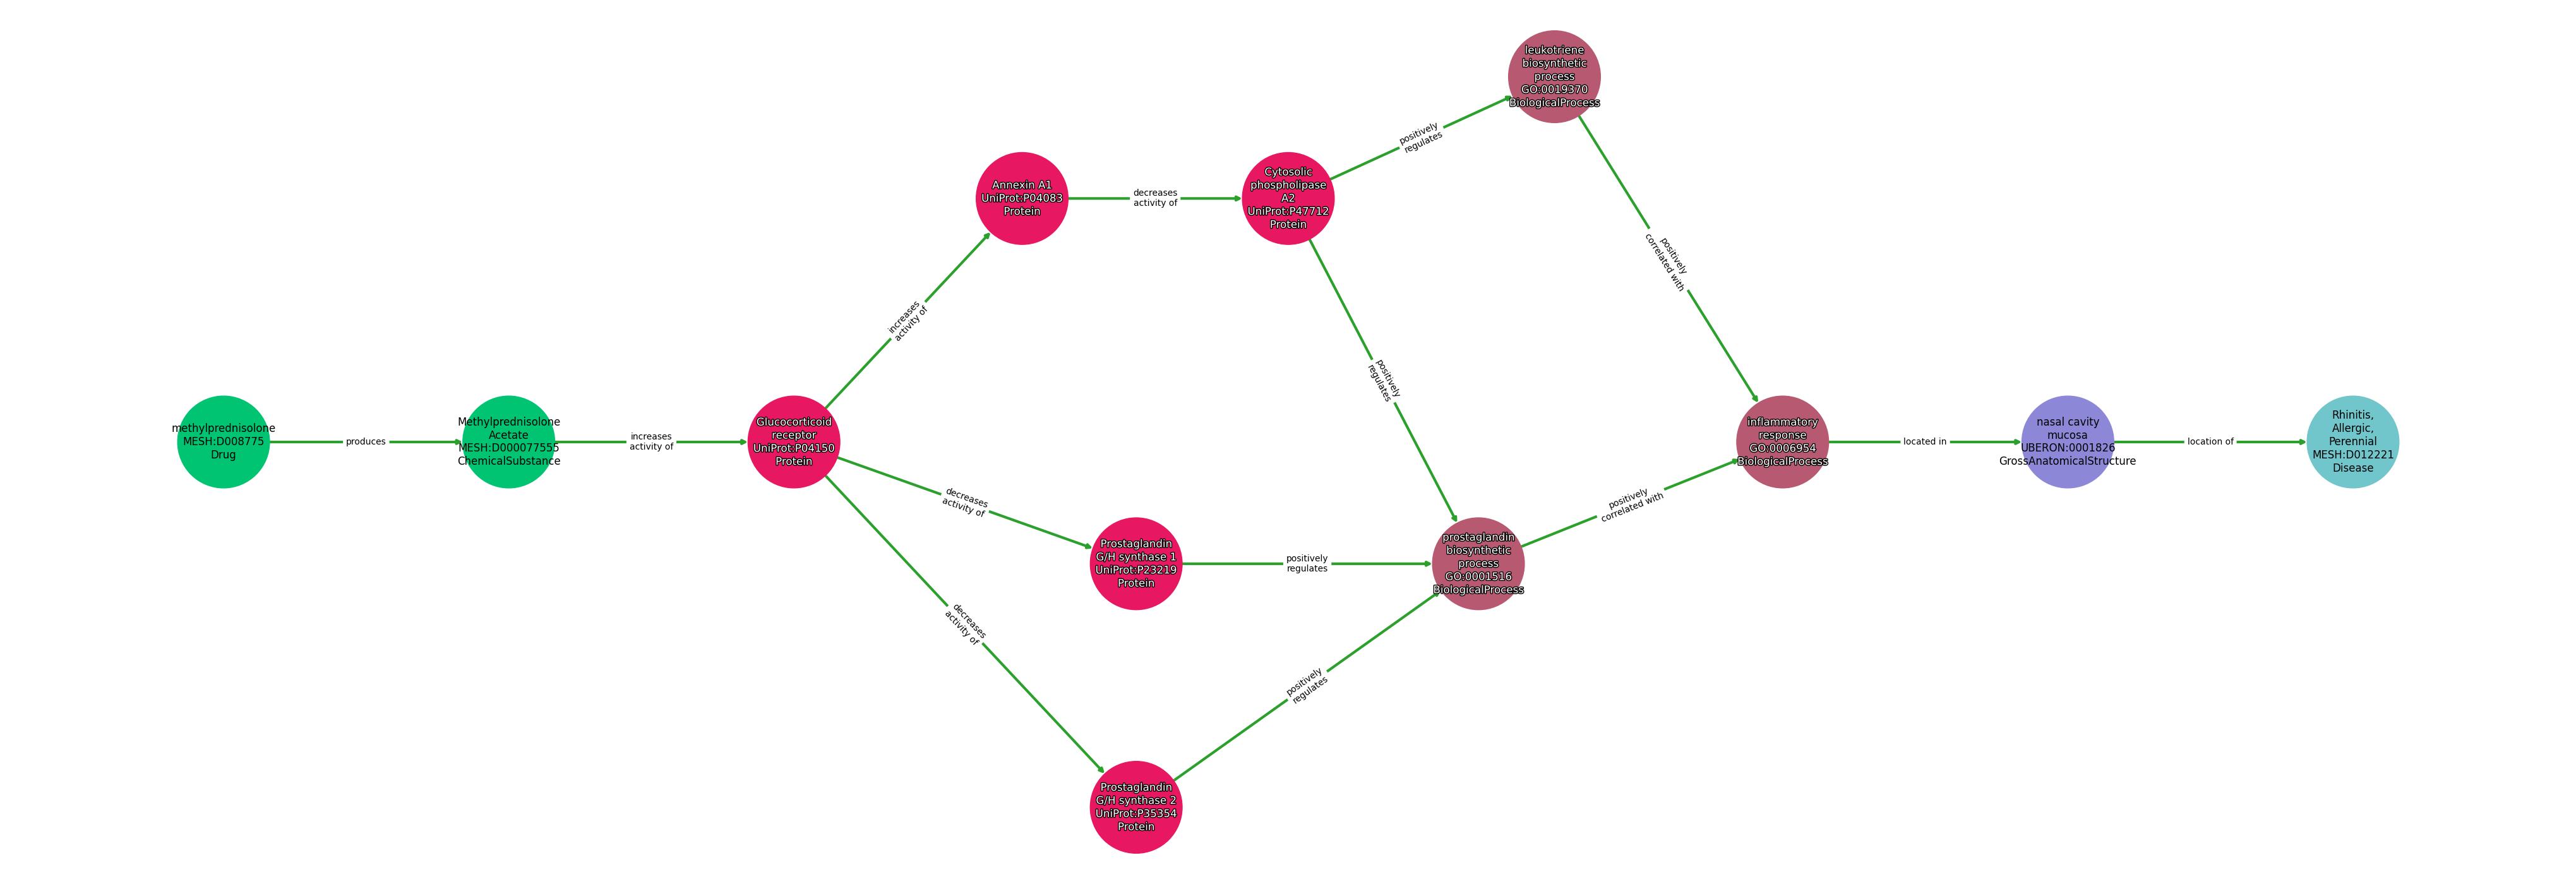 leukotriene
biosynthetic
process
GO:0019370
BiologicalProcess
positively
regulates
Annexin A1
UniProt:P04083
Protein
decreases
activity of
Cytosolic
phospholipase
A2
UniProt:P47712
Protein
positively
correlated with
increases
activity of
positively
regulates
methylprednisolone
MESH:D008775
Drug
produces
Methylprednisolone
Acetate
MESH:D000077555
ChemicalSubstance
increases
activity of
Glucocorticoid
receptor
UniProt:P04150
Protein
inflammatory
response
GO:0006954
BiologicalProcess
located in
nasal cavity
mucosa
UBERON:0001826
GrossAnatomicalStructure
location of
Rhinitis,
Allergic,
Perennial
MESH:D012221
Disease
decreases
activity of
positively
correlated with
Prostaglandin
G/H synthase 1
UniProt:P23219
Protein
positively
regulates
prostaglandin
biosynthetic
process
GO:0001516
BiologicalProcess
decreases
activity of
positively
regulates
Prostaglandin
G/H synthase 2
UniProt:P35354
Protein